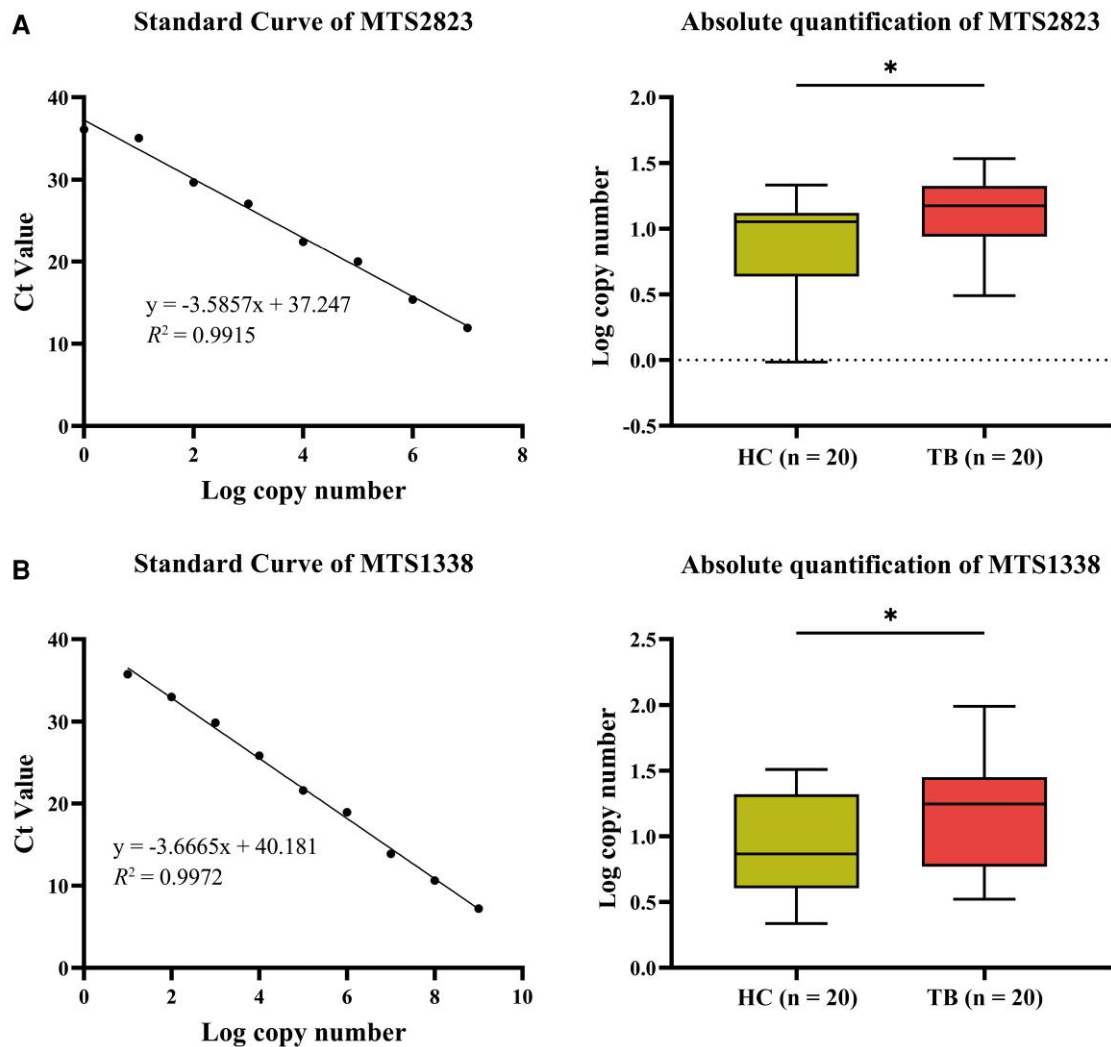 A
Standard Curve of MTS2823
Ct Value
40
30
20
10
0
y = -3.5857x + 37.247
R² = 0.9915
0 2 4 6 8
Log copy number
Absolute quantification of MTS2823
*
Log copy number
2.0
1.5
1.0
0.5
0.0
-0.5
HC (n = 20) TB (n = 20)
B
Standard Curve of MTS1338
Ct Value
40
30
20
10
0
y = -3.6665x + 40.181
R² = 0.9972
0 2 4 6 8 10
Log copy number
Absolute quantification of MTS1338
*
Log copy number
2.5
2.0
1.5
1.0
0.5
0.0
HC (n = 20) TB (n = 20)